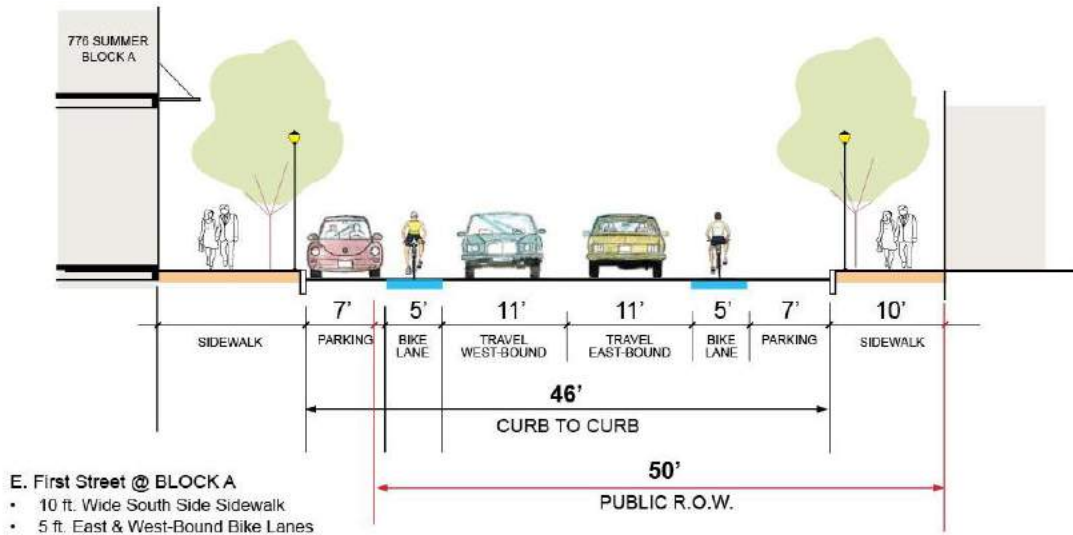 776 SUMMER
BLOCK A
7' 5' 11' 11' 5' 7' 10'
SIDEWALK PARKING BIKE LANE TRAVEL WEST-BOUND TRAVEL EAST-BOUND BIKE LANE PARKING SIDEWALK
46'
CURB TO CURB
50'
PUBLIC R.O.W.
E. First Street @ BLOCK A
• 10 ft. Wide South Side Sidewalk
• 5 ft. East & West-Bound Bike Lanes